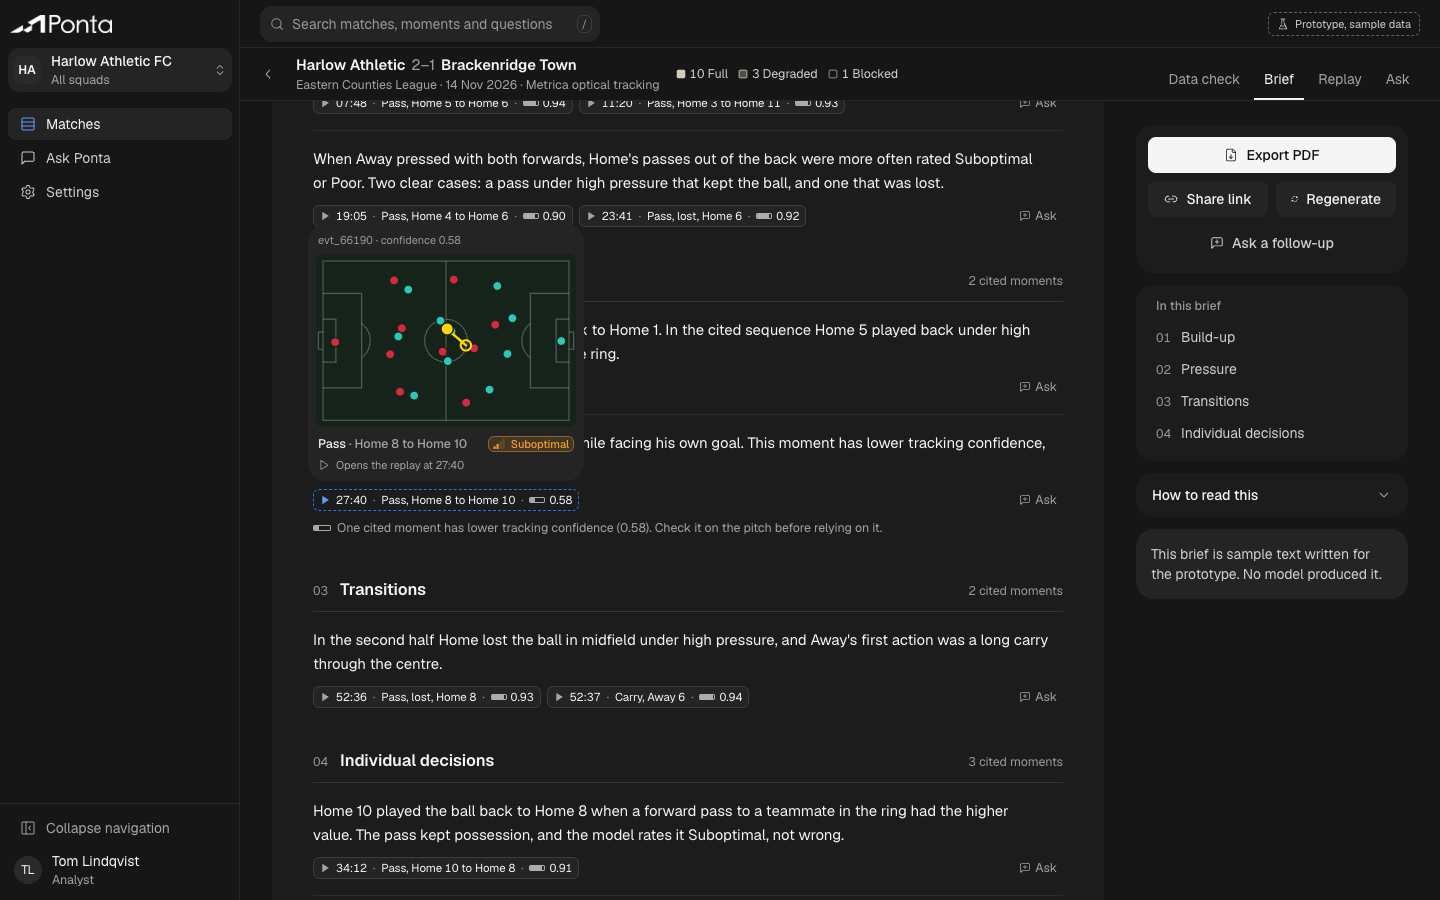 Ponta
Search matches, moments and questions
/
Prototype, sample data
HA
Harlow Athletic FC
All squads
Matches
Ask Ponta
Settings
Collapse navigation
TL
Tom Lindqvist
Analyst
Harlow Athletic 2–1 Brackenridge Town
Eastern Counties League · 14 Nov 2026 · Metrica optical tracking
10 Full
3 Degraded
1 Blocked
Data check
Brief
Replay
Ask
07:48 · Pass, Home 5 to Home 6 · 0.94
11:20 · Pass, Home 3 to Home 11 · 0.93
Ask
When Away pressed with both forwards, Home's passes out of the back were more often rated Suboptimal
or Poor. Two clear cases: a pass under high pressure that kept the ball, and one that was lost.
19:05 · Pass, Home 4 to Home 6 · 0.90
23:41 · Pass, lost, Home 6 · 0.92
Ask
evt_66190 · confidence 0.58
Pass · Home 8 to Home 10
Suboptimal
Opens the replay at 27:40
2 cited moments
to Home 1. In the cited sequence Home 5 played back under high
ring.
Ask
facing his own goal. This moment has lower tracking confidence,
27:40 · Pass, Home 8 to Home 10 · 0.58
Ask
One cited moment has lower tracking confidence (0.58). Check it on the pitch before relying on it.
03 Transitions
2 cited moments
In the second half Home lost the ball in midfield under high pressure, and Away's first action was a long carry
through the centre.
52:36 · Pass, lost, Home 8 · 0.93
52:37 · Carry, Away 6 · 0.94
Ask
04 Individual decisions
3 cited moments
Home 10 played the ball back to Home 8 when a forward pass to a teammate in the ring had the higher
value. The pass kept possession, and the model rates it Suboptimal, not wrong.
34:12 · Pass, Home 10 to Home 8 · 0.91
Ask
Export PDF
Share link
Regenerate
Ask a follow-up
In this brief
01 Build-up
02 Pressure
03 Transitions
04 Individual decisions
How to read this
This brief is sample text written for
the prototype. No model produced it.